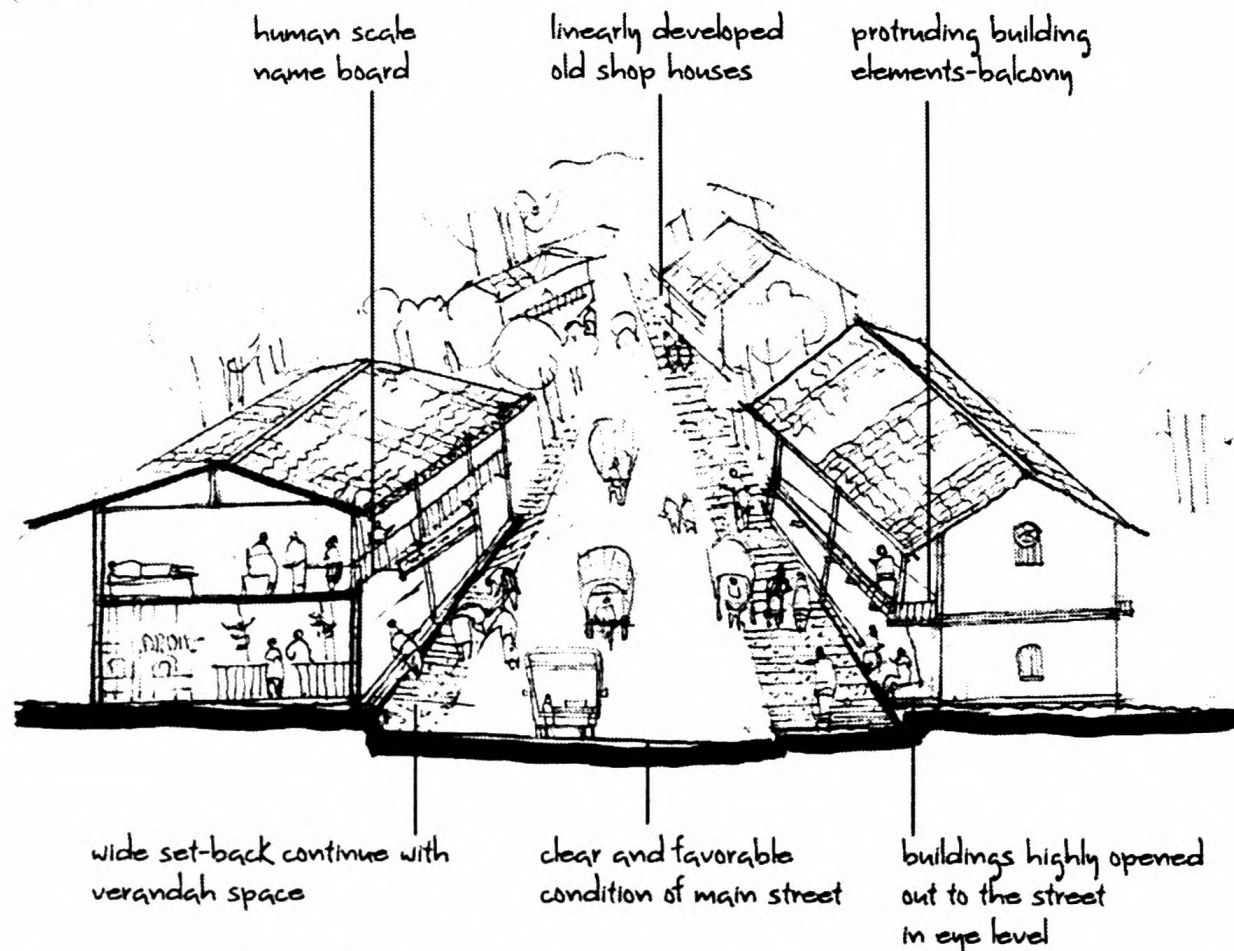 human scale
name board
linearly developed
old shop houses
protruding building
elements-balcony
wide set-back continue with
verandah space
clear and favorable
condition of main street
buildings highly opened
out to the street
in eye level